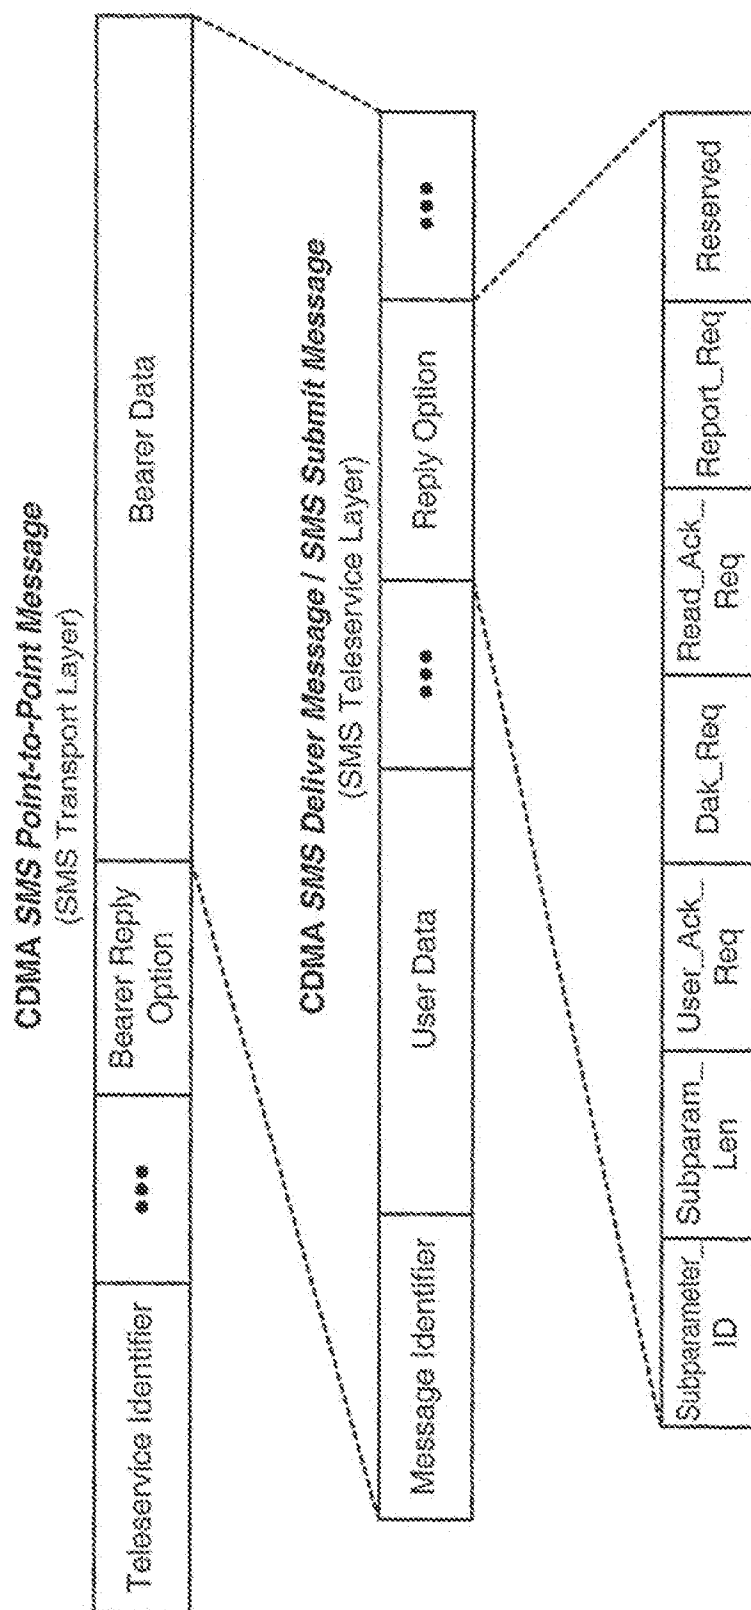 CDMA SMS Point-to-Point Message
(SMS Transport Layer)
Teleservice Identifier
•••
Bearer Reply
Option
Bearer Data
CDMA SMS Deliver Message / SMS Submit Message
(SMS Teleservice Layer)
Message Identifier
User Data
•••
Reply Option
•••
Subparameter_
ID
Subparam_
Len
User_Ack_
Req
Dak_Req
Read_Ack_
Req
Report_Req
Reserved